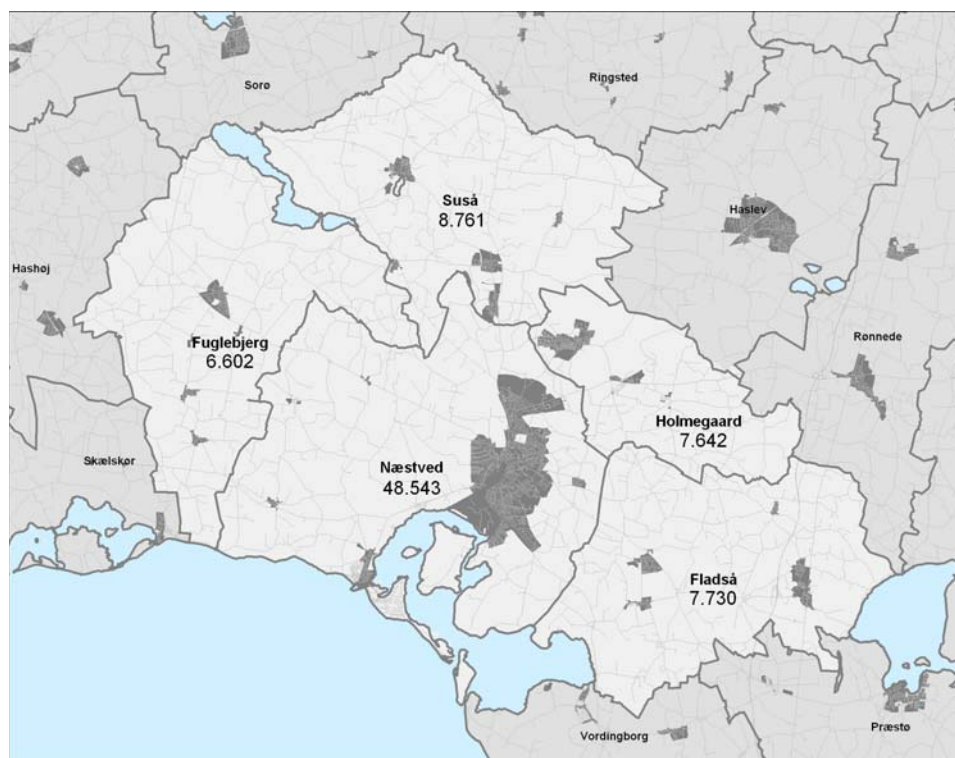 Sorø
Ringsted
Suså
8.761
Haslev
Hashøj
Fuglebjerg
6.602
Rønnede
Holmegaard
7.642
Skælskør
Næstved
48.543
Fladså
7.730
Vordingborg
Præstø